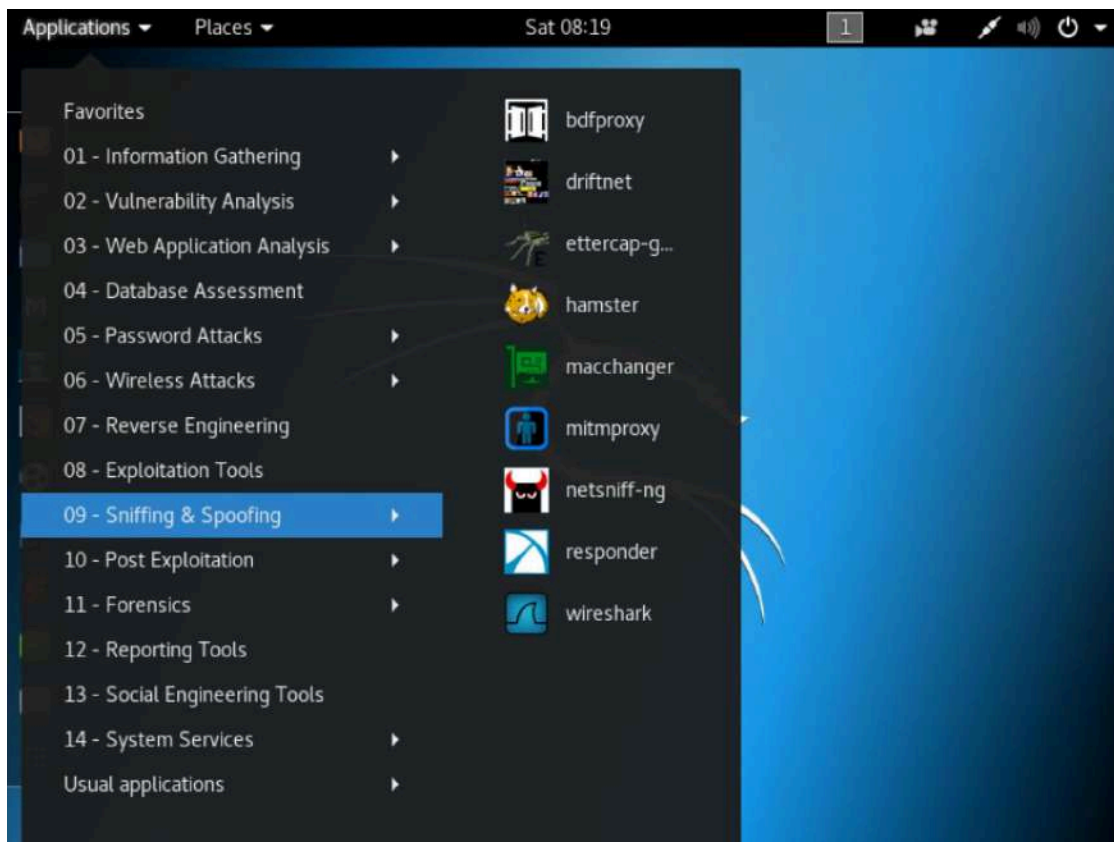 Applications Places Sat 08:19 1
Favorites
01 - Information Gathering
02 - Vulnerability Analysis
03 - Web Application Analysis
04 - Database Assessment
05 - Password Attacks
06 - Wireless Attacks
07 - Reverse Engineering
08 - Exploitation Tools
09 - Sniffing & Spoofing
10 - Post Exploitation
11 - Forensics
12 - Reporting Tools
13 - Social Engineering Tools
14 - System Services
Usual applications
bdfproxy
driftnet
ettercap-g...
hamster
macchanger
mitmproxy
netsniff-ng
responder
wireshark